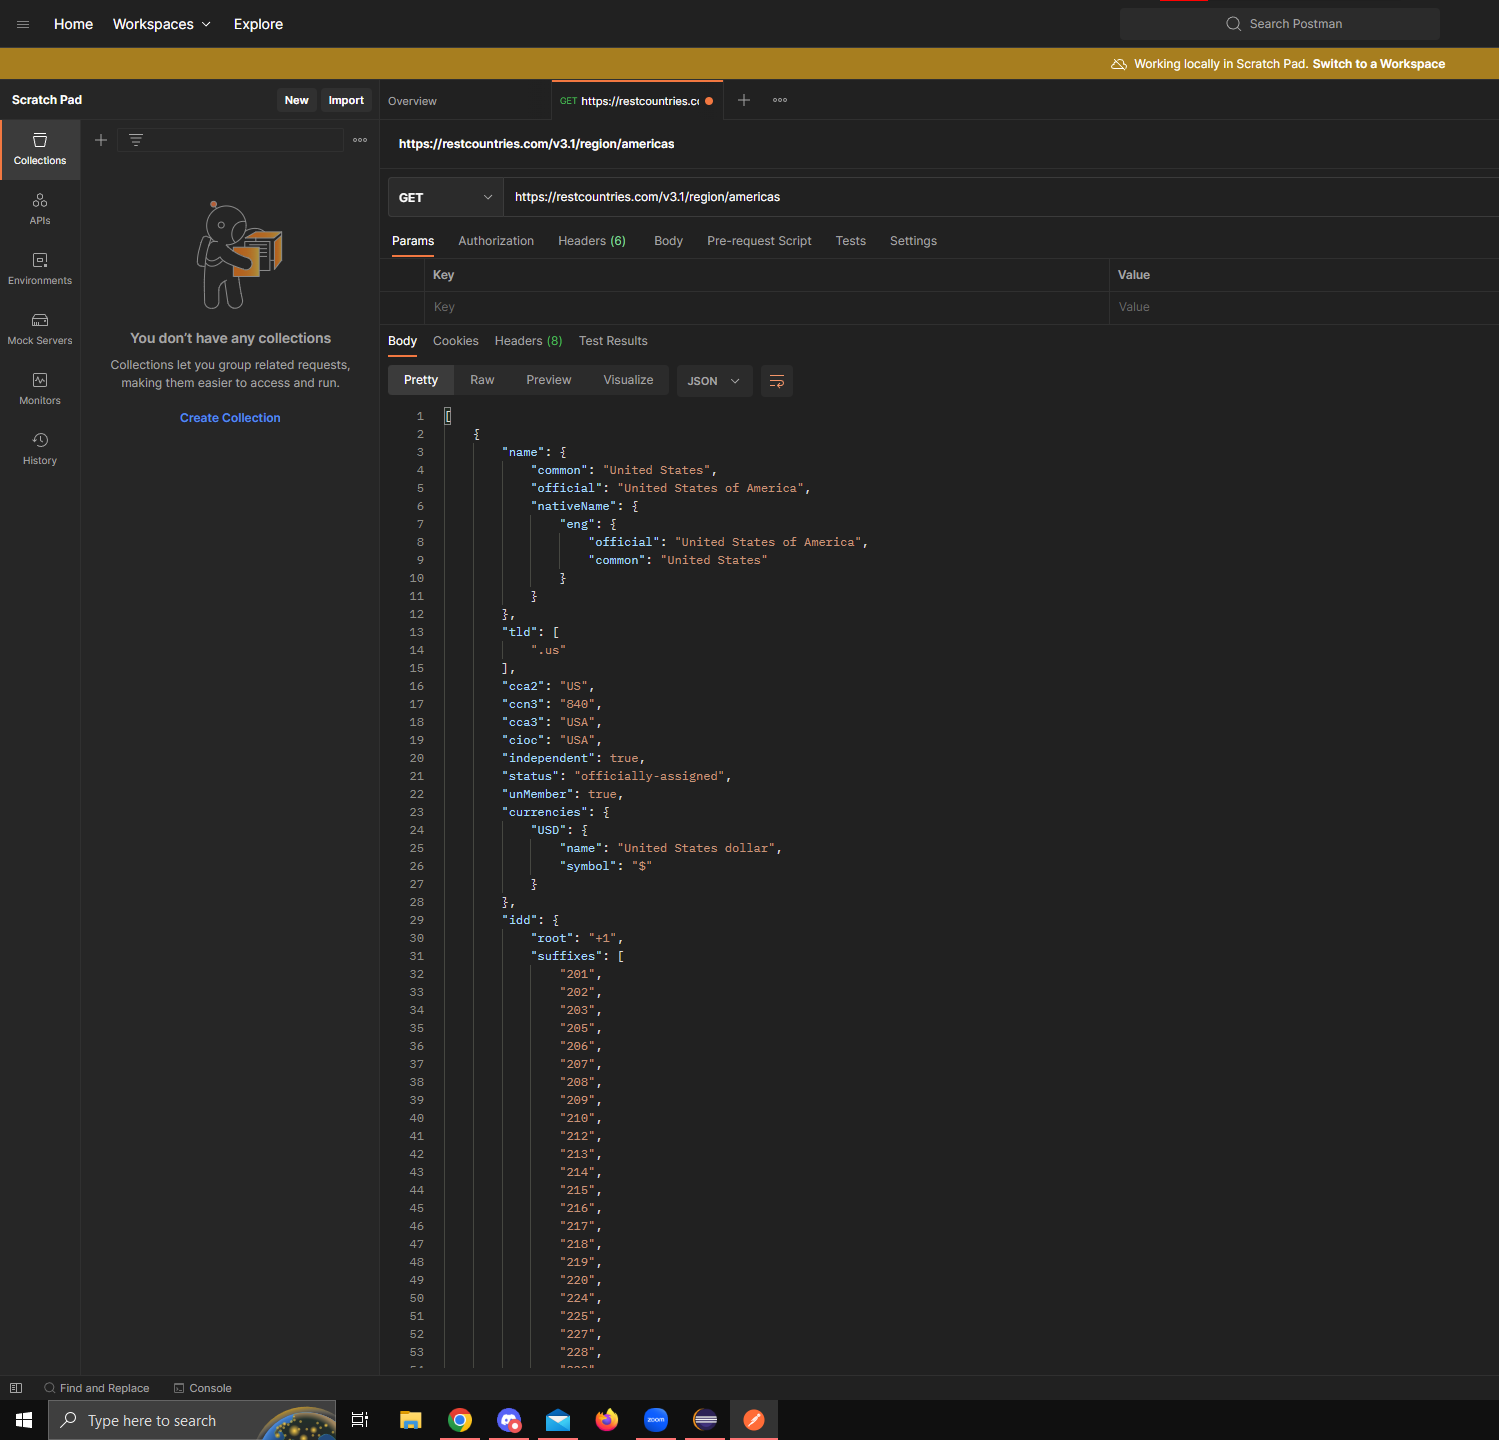 Home Workspaces Explore Search Postman
Working locally in Scratch Pad. Switch to a Workspace
Scratch Pad New Import Overview GET https://restcountries.cc
Collections
APIs
Environments
Mock Servers
Monitors
History
You don’t have any collections
Collections let you group related requests,
making them easier to access and run.
Create Collection
https://restcountries.com/v3.1/region/americas
GET https://restcountries.com/v3.1/region/americas
Params Authorization Headers (6) Body Pre-request Script Tests Settings
Key Value
Key Value
Body Cookies Headers (8) Test Results
Pretty Raw Preview Visualize JSON
1 [
2 {
3 "name": {
4 "common": "United States",
5 "official": "United States of America",
6 "nativeName": {
7 "eng": {
8 "official": "United States of America",
9 "common": "United States"
10 }
11 }
12 },
13 "tld": [
14 ".us"
15 ],
16 "cca2": "US",
17 "ccn3": "840",
18 "cca3": "USA",
19 "cioc": "USA",
20 "independent": true,
21 "status": "officially-assigned",
22 "unMember": true,
23 "currencies": {
24 "USD": {
25 "name": "United States dollar",
26 "symbol": "$"
27 }
28 },
29 "idd": {
30 "root": "+1",
31 "suffixes": [
32 "201",
33 "202",
34 "203",
35 "205",
36 "206",
37 "207",
38 "208",
39 "209",
40 "210",
41 "212",
42 "213",
43 "214",
44 "215",
45 "216",
46 "217",
47 "218",
48 "219",
49 "220",
50 "224",
51 "225",
52 "227",
53 "228",
Find and Replace Console
Type here to search zoom